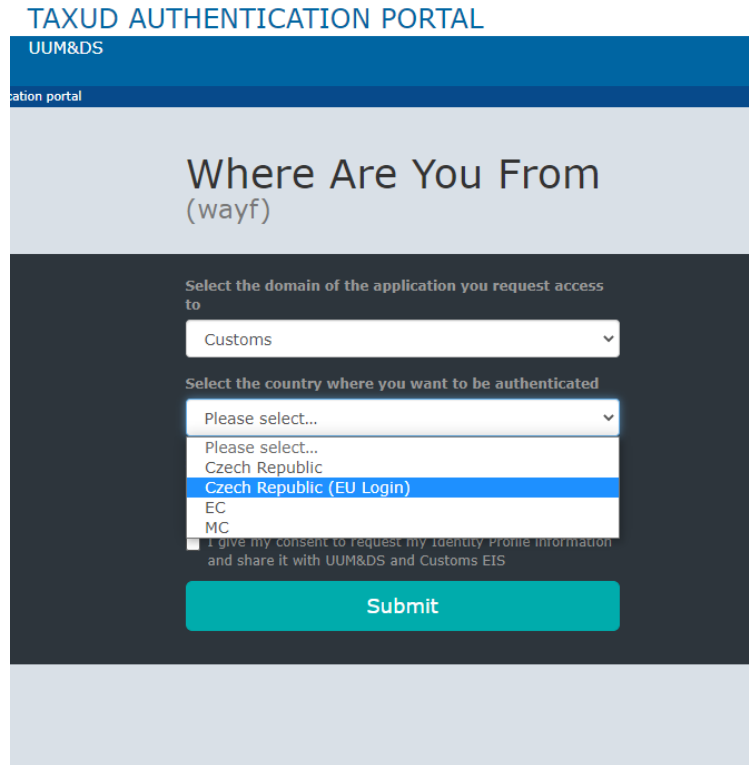 TAXUD AUTHENTICATION PORTAL
UUM&DS
cation portal
Where Are You From
(wayf)
Select the domain of the application you request access
to
Customs
Select the country where you want to be authenticated
Please select...
Please select...
Czech Republic
Czech Republic (EU Login)
EC
MC
I give my consent to request my Identity Profile information
and share it with UUM&DS and Customs EIS
Submit